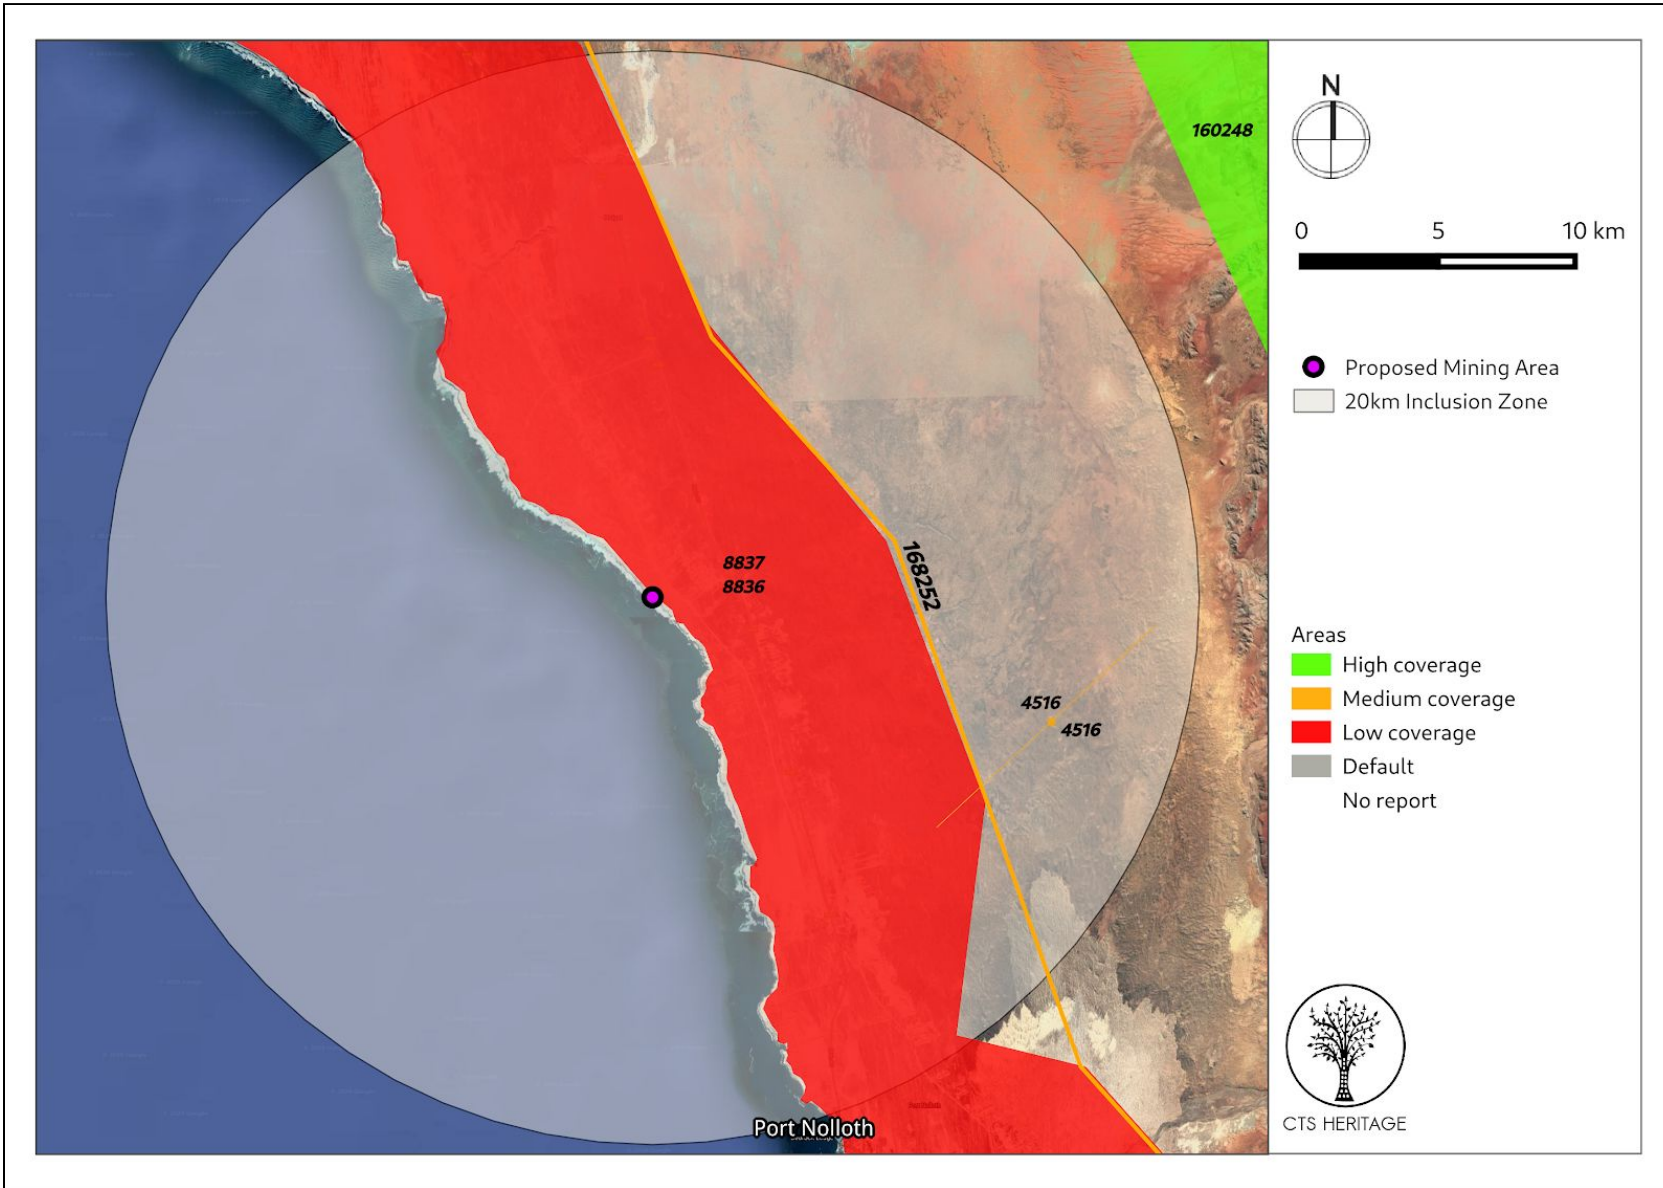 160248
8837
8836
168252
4516
4516
Port Nolloth
N
0 5 10 km
Proposed Mining Area
20km Inclusion Zone
Areas
High coverage
Medium coverage
Low coverage
Default
No report
CTS HERITAGE